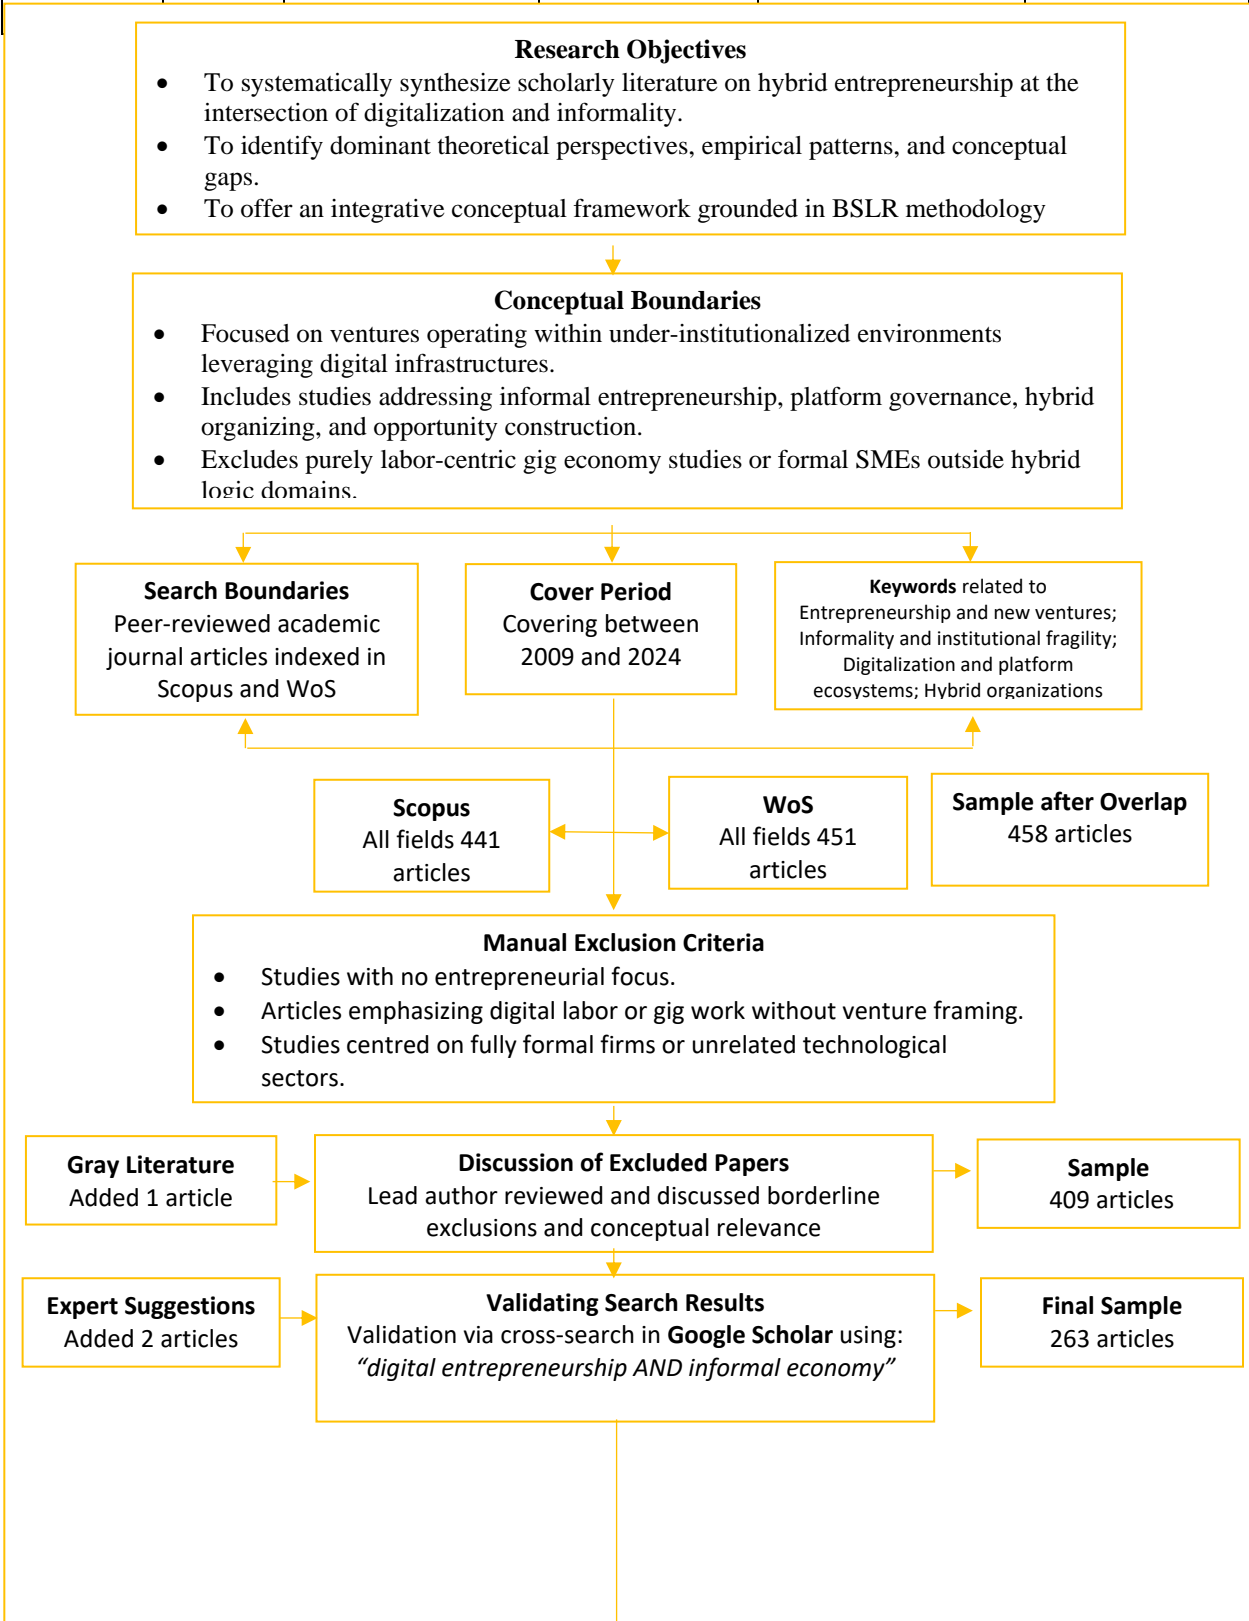 Research Objectives
• To systematically synthesize scholarly literature on hybrid entrepreneurship at the
intersection of digitalization and informality.
• To identify dominant theoretical perspectives, empirical patterns, and conceptual
gaps.
• To offer an integrative conceptual framework grounded in BSLR methodology
Conceptual Boundaries
• Focused on ventures operating within under-institutionalized environments
leveraging digital infrastructures.
• Includes studies addressing informal entrepreneurship, platform governance, hybrid
organizing, and opportunity construction.
• Excludes purely labor-centric gig economy studies or formal SMEs outside hybrid
logic domains.
Search Boundaries
Peer-reviewed academic
journal articles indexed in
Scopus and WoS
Cover Period
Covering between
2009 and 2024
Keywords related to
Entrepreneurship and new ventures;
Informality and institutional fragility;
Digitalization and platform
ecosystems; Hybrid organizations
Scopus
All fields 441
articles
WoS
All fields 451
articles
Sample after Overlap
458 articles
Manual Exclusion Criteria
• Studies with no entrepreneurial focus.
• Articles emphasizing digital labor or gig work without venture framing.
• Studies centred on fully formal firms or unrelated technological
sectors.
Gray Literature
Added 1 article
Discussion of Excluded Papers
Lead author reviewed and discussed borderline
exclusions and conceptual relevance
Sample
409 articles
Expert Suggestions
Added 2 articles
Validating Search Results
Validation via cross-search in Google Scholar using:
“digital entrepreneurship AND informal economy”
Final Sample
263 articles